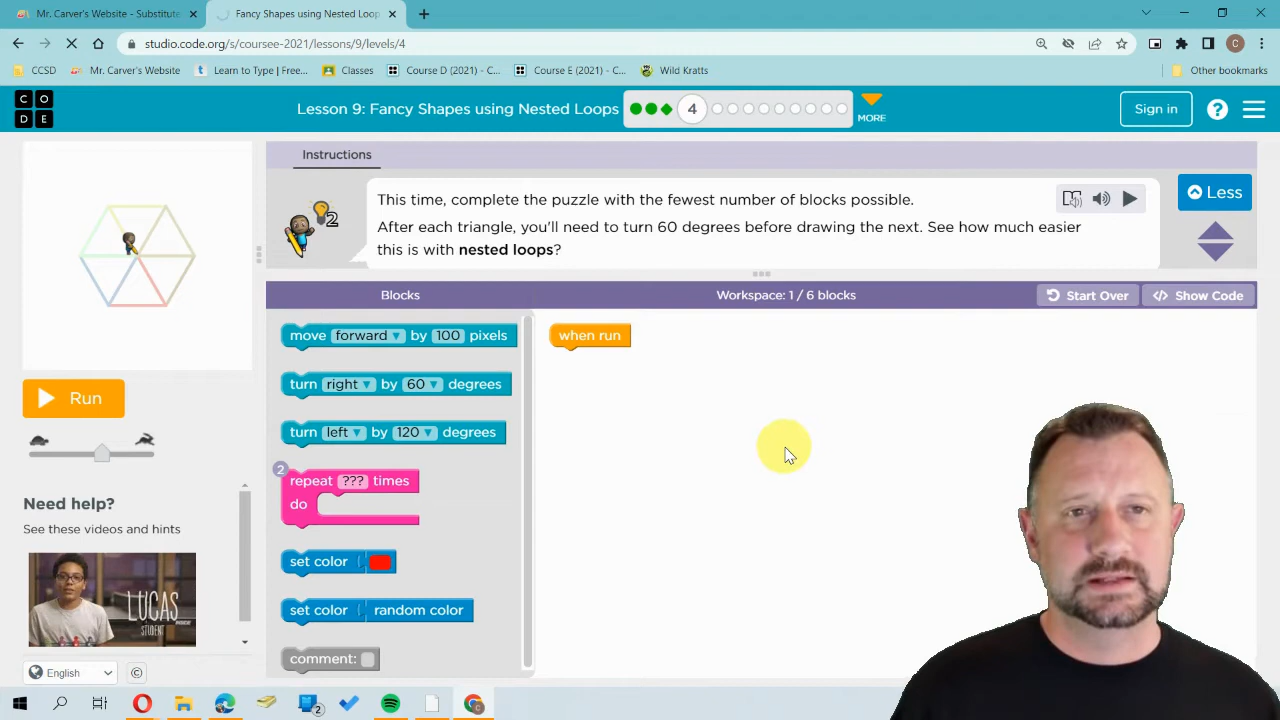 Mr. Carver's Website - Substitute
Fancy Shapes using Nested Loop
studio.code.org/s/coursee-2021/lessons/9/levels/4
C
CCSD
Mr. Carver's Website
Learn to Type | Free...
Classes
Course D (2021) - C...
Course E (2021) - C...
Wild Kratts
Other bookmarks
C O
D E
Lesson 9: Fancy Shapes using Nested Loops
4
MORE
Sign in
?
Instructions
2
This time, complete the puzzle with the fewest number of blocks possible.
After each triangle, you'll need to turn 60 degrees before drawing the next. See how much easier
this is with nested loops?
Less
Blocks
Workspace: 1 / 6 blocks
Start Over
Show Code
move forward by 100 pixels
when run
turn right by 60 degrees
Run
turn left by 120 degrees
2
repeat ??? times
do
Need help?
See these videos and hints
set color
LUCAS
STUDENT
set color random color
comment:
English
©
2
C